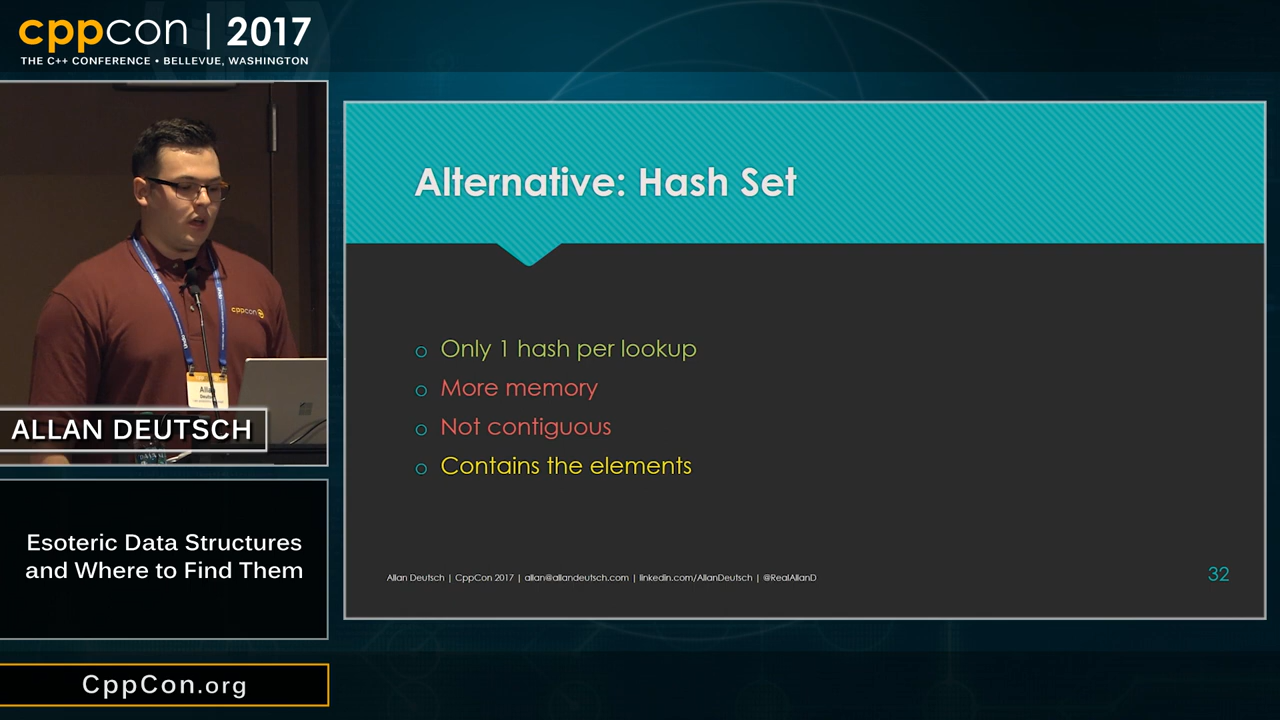 cppcon | 2017
THE C++ CONFERENCE • BELLEVUE, WASHINGTON
cppcon
ALLAN DEUTSCH
Esoteric Data Structures
and Where to Find Them
CppCon.org
Alternative: Hash Set
Only 1 hash per lookup
More memory
Not contiguous
Contains the elements
Allan Deutsch | CppCon 2017 | allan@allandeutsch.com | linkedin.com/AllanDeutsch | @RealAllanD
32